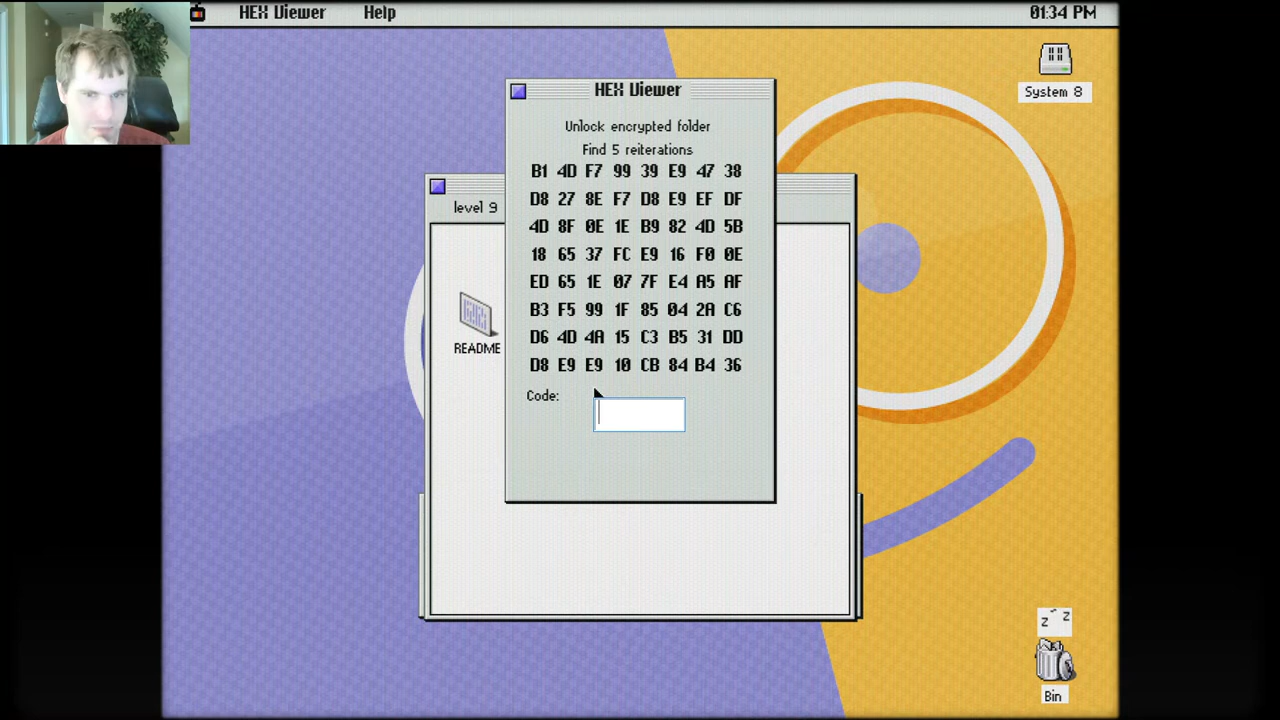 HEX Viewer Help 01:34 PM
System 8
HEX Viewer
Unlock encrypted folder
Find 5 reiterations
B1 4D F7 99 39 E9 47 38
D8 27 8E F7 D8 E9 EF DF
4D 8F 0E 1E B9 82 4D 5B
18 65 37 FC E9 16 F0 0E
ED 65 1E 07 7F E4 A5 AF
B3 F5 99 1F 85 04 2A C6
D6 4D 4A 15 C3 B5 31 DD
D8 E9 E9 10 CB 84 B4 36
Code:
level 9
README
z z
Bin